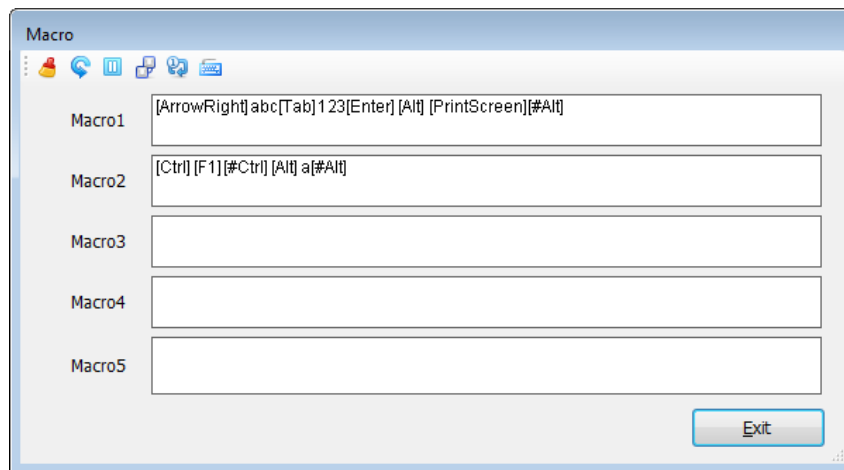 Macro
Macro1
[ArrowRight]abc[Tab]123[Enter] [Alt] [PrintScreen][#Alt]
Macro2
[Ctrl] [F1][#Ctrl] [Alt] a[#Alt]
Macro3
Macro4
Macro5
Exit